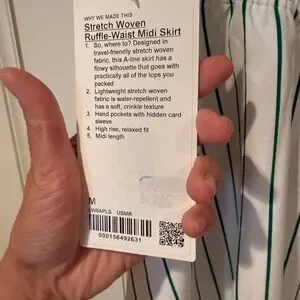 WHY WE MADE THIS
Stretch Woven
Ruffle-Waist Midi Skirt
1. So, where to? Designed in
travel-friendly stretch woven
fabric, this A-line skirt has a
flowy silhouette that goes with
practically all of the tops you
packed
2. Lightweight stretch woven
fabric is water-repellent and
has a soft, crinkle texture
3. Hand pockets with hidden card
sleeve
4. High rise, relaxed fit
5. Midi length
M
USMR
000156492631